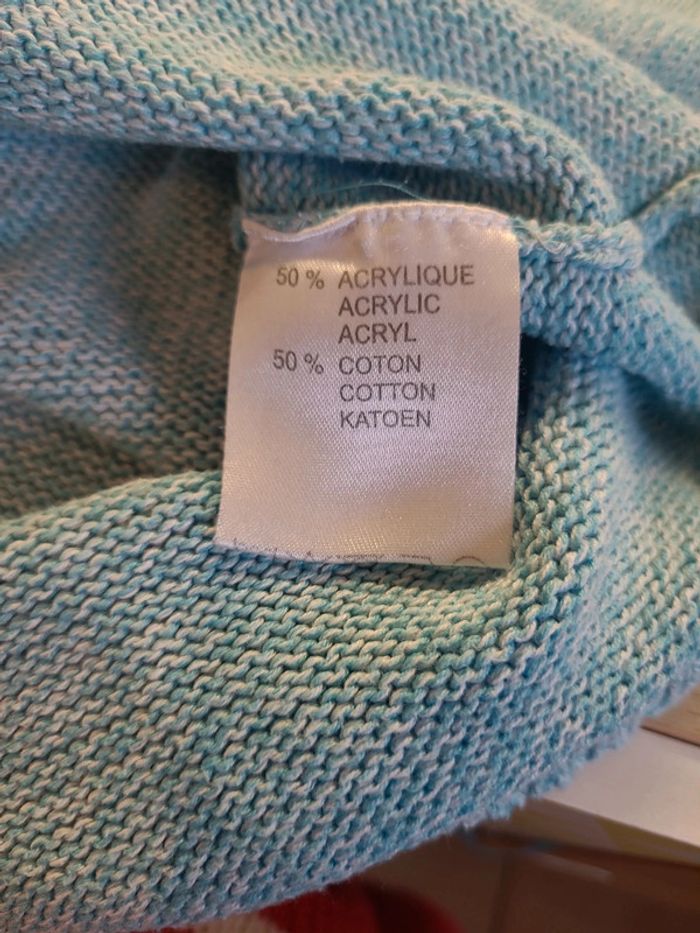 50 % ACRYLIQUE
ACRYLIC
ACRYL
50 % COTON
COTTON
KATOEN